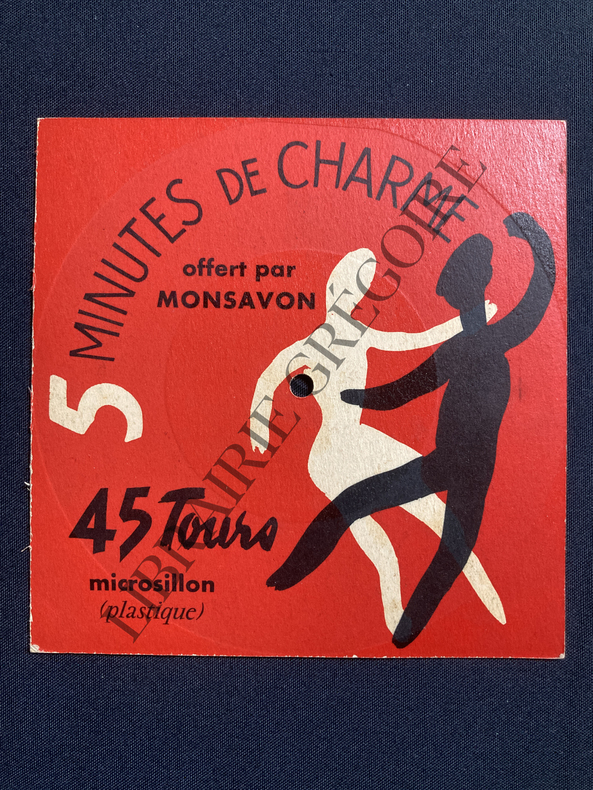 5 MINUTES DE CHARME
offert par
MONSAVON
45 Tours
microsillon
(plastique)
LIBRAIRIE GRÉGOIRE